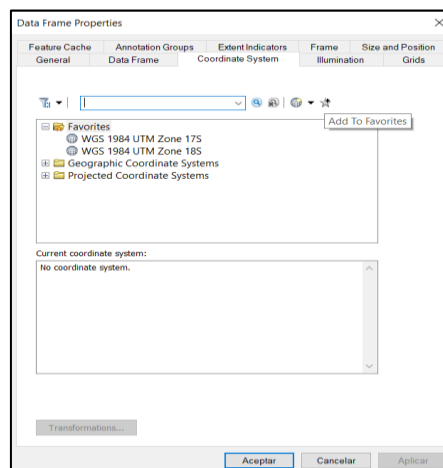 Data Frame Properties
Feature Cache Annotation Groups Extent Indicators Frame Size and Position
General Data Frame Coordinate System Illumination Grids
Add To Favorites
Favorites
WGS 1984 UTM Zone 17S
WGS 1984 UTM Zone 18S
Geographic Coordinate Systems
Projected Coordinate Systems
Current coordinate system:
No coordinate system.
Transformations...
Aceptar Cancelar Aplicar